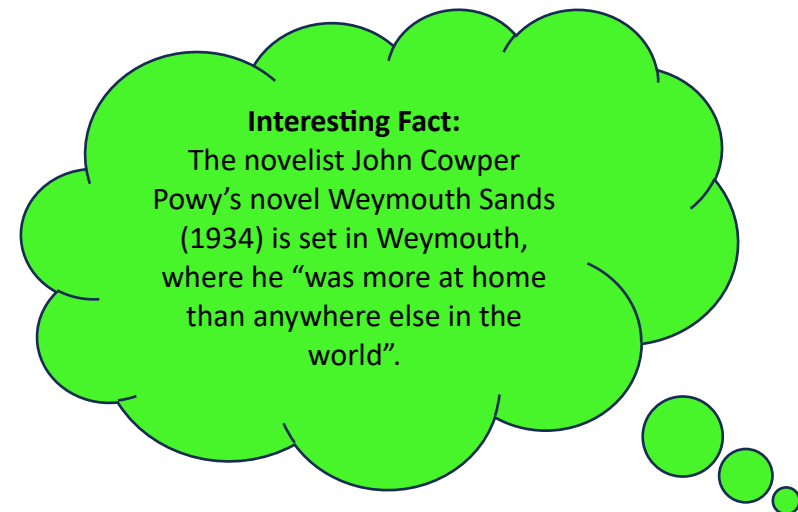 Interesting Fact:
The novelist John Cowper
Powy’s novel Weymouth Sands
(1934) is set in Weymouth,
where he “was more at home
than anywhere else in the
world”.